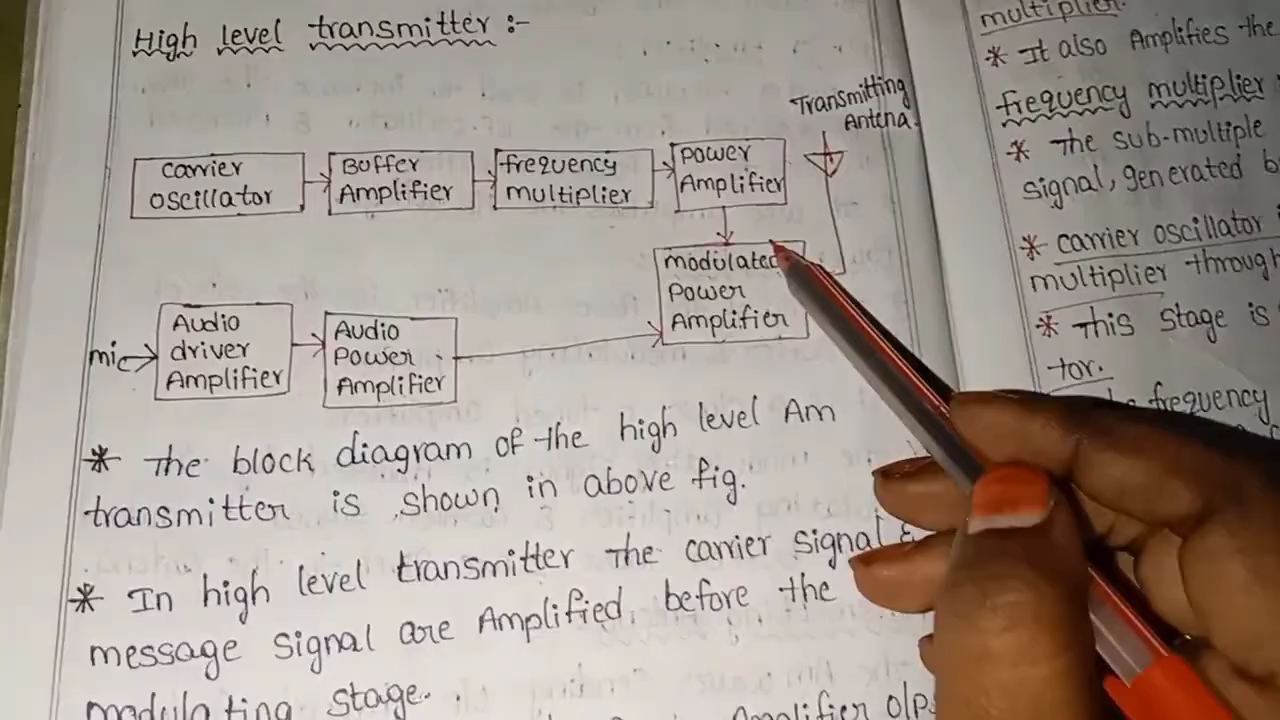 High level transmitter :-
Transmitting
Antena.
carrier
oscillator
Buffer
Amplifier
frequency
multiplier
power
Amplifier
modulated
power
Amplifier
mic
Audio
driver
Amplifier
Audio
power
Amplifier
* the block diagram of the high level Am
transmitter is shown in above fig.
* In high level transmitter the carrier signal &
message signal are Amplified before the
modulating stage.
Amplifier o/ps
multiplier.
* It also Amplifies the
frequency multiplier
* the sub-multiple
signal, generated b
* carrier oscillator
multiplier through
* This stage is
tor.
frequency